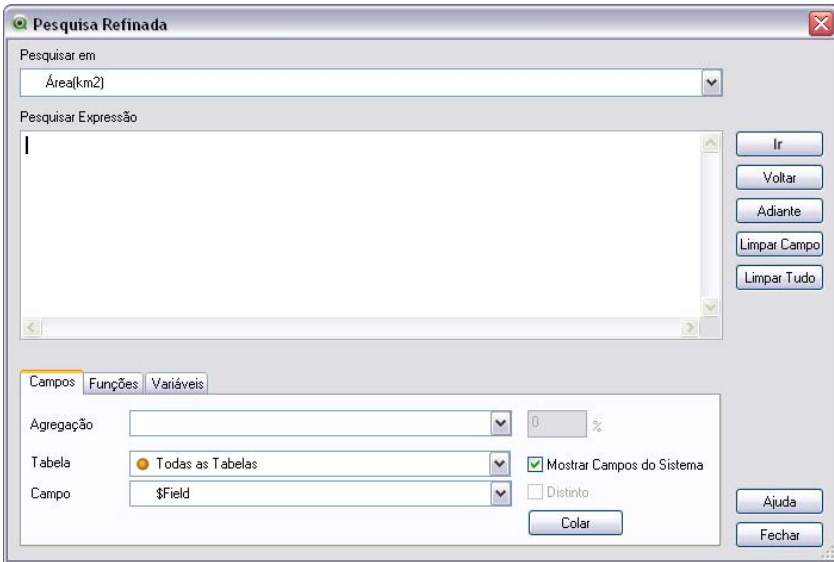 Pesquisa Refinada
Pesquisar em
Área(km2)
Pesquisar Expressão
Ir
Voltar
Adiante
Limpar Campo
Limpar Tudo
Campos Funções Variáveis
Agregação 0 %
Tabela Todas as Tabelas Mostrar Campos do Sistema
Campo $Field Distinto
Colar
Ajuda
Fechar